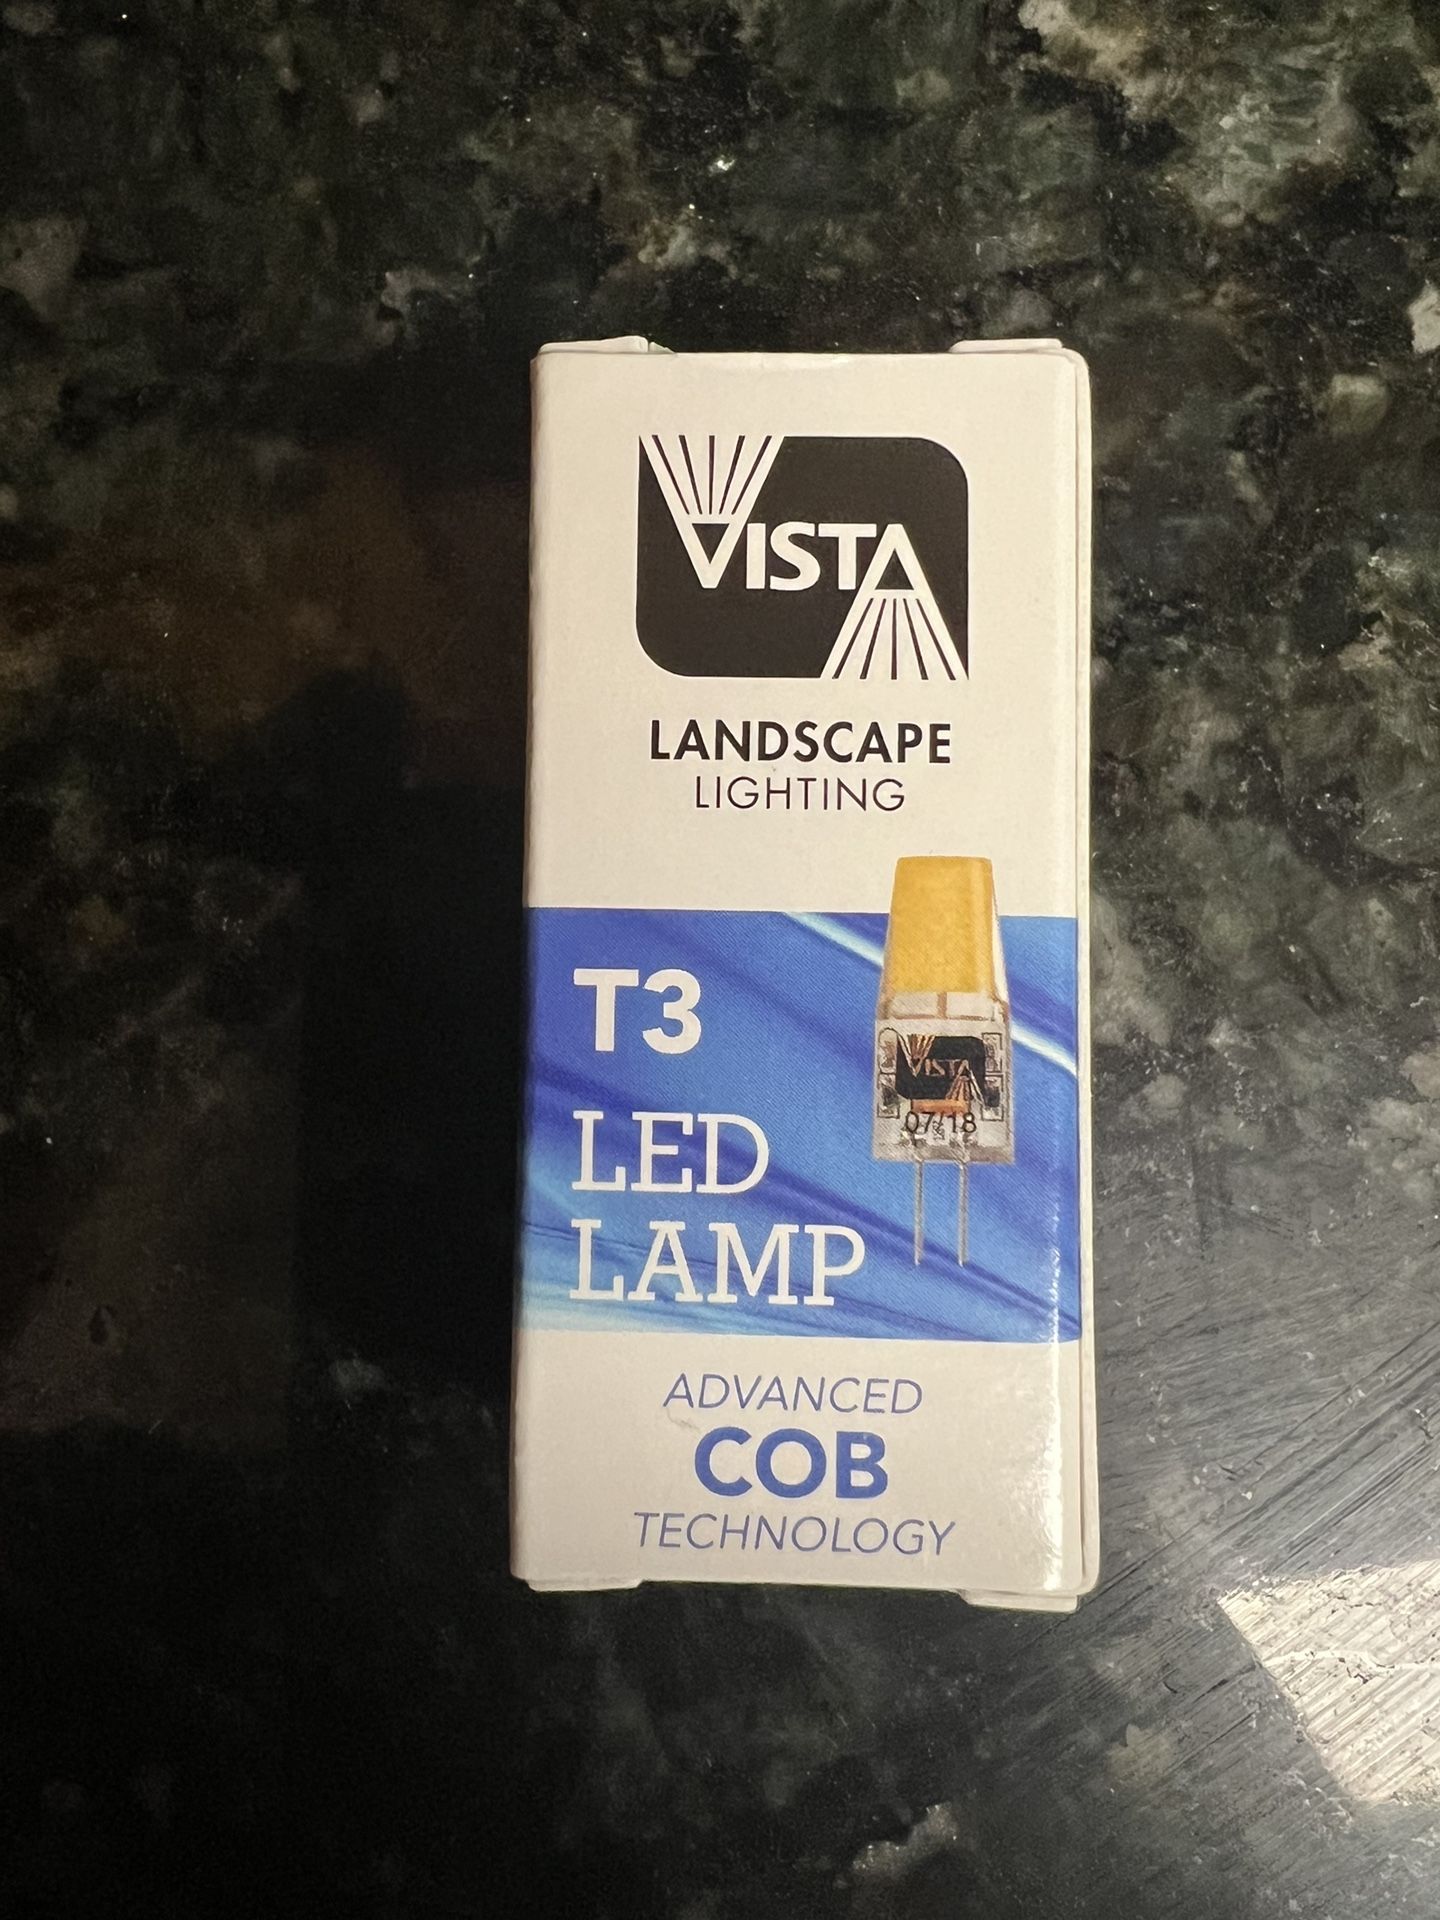 VISTA
LANDSCAPE
LIGHTING
T3
LED
LAMP
VISTA
07/18
ADVANCED
COB
TECHNOLOGY